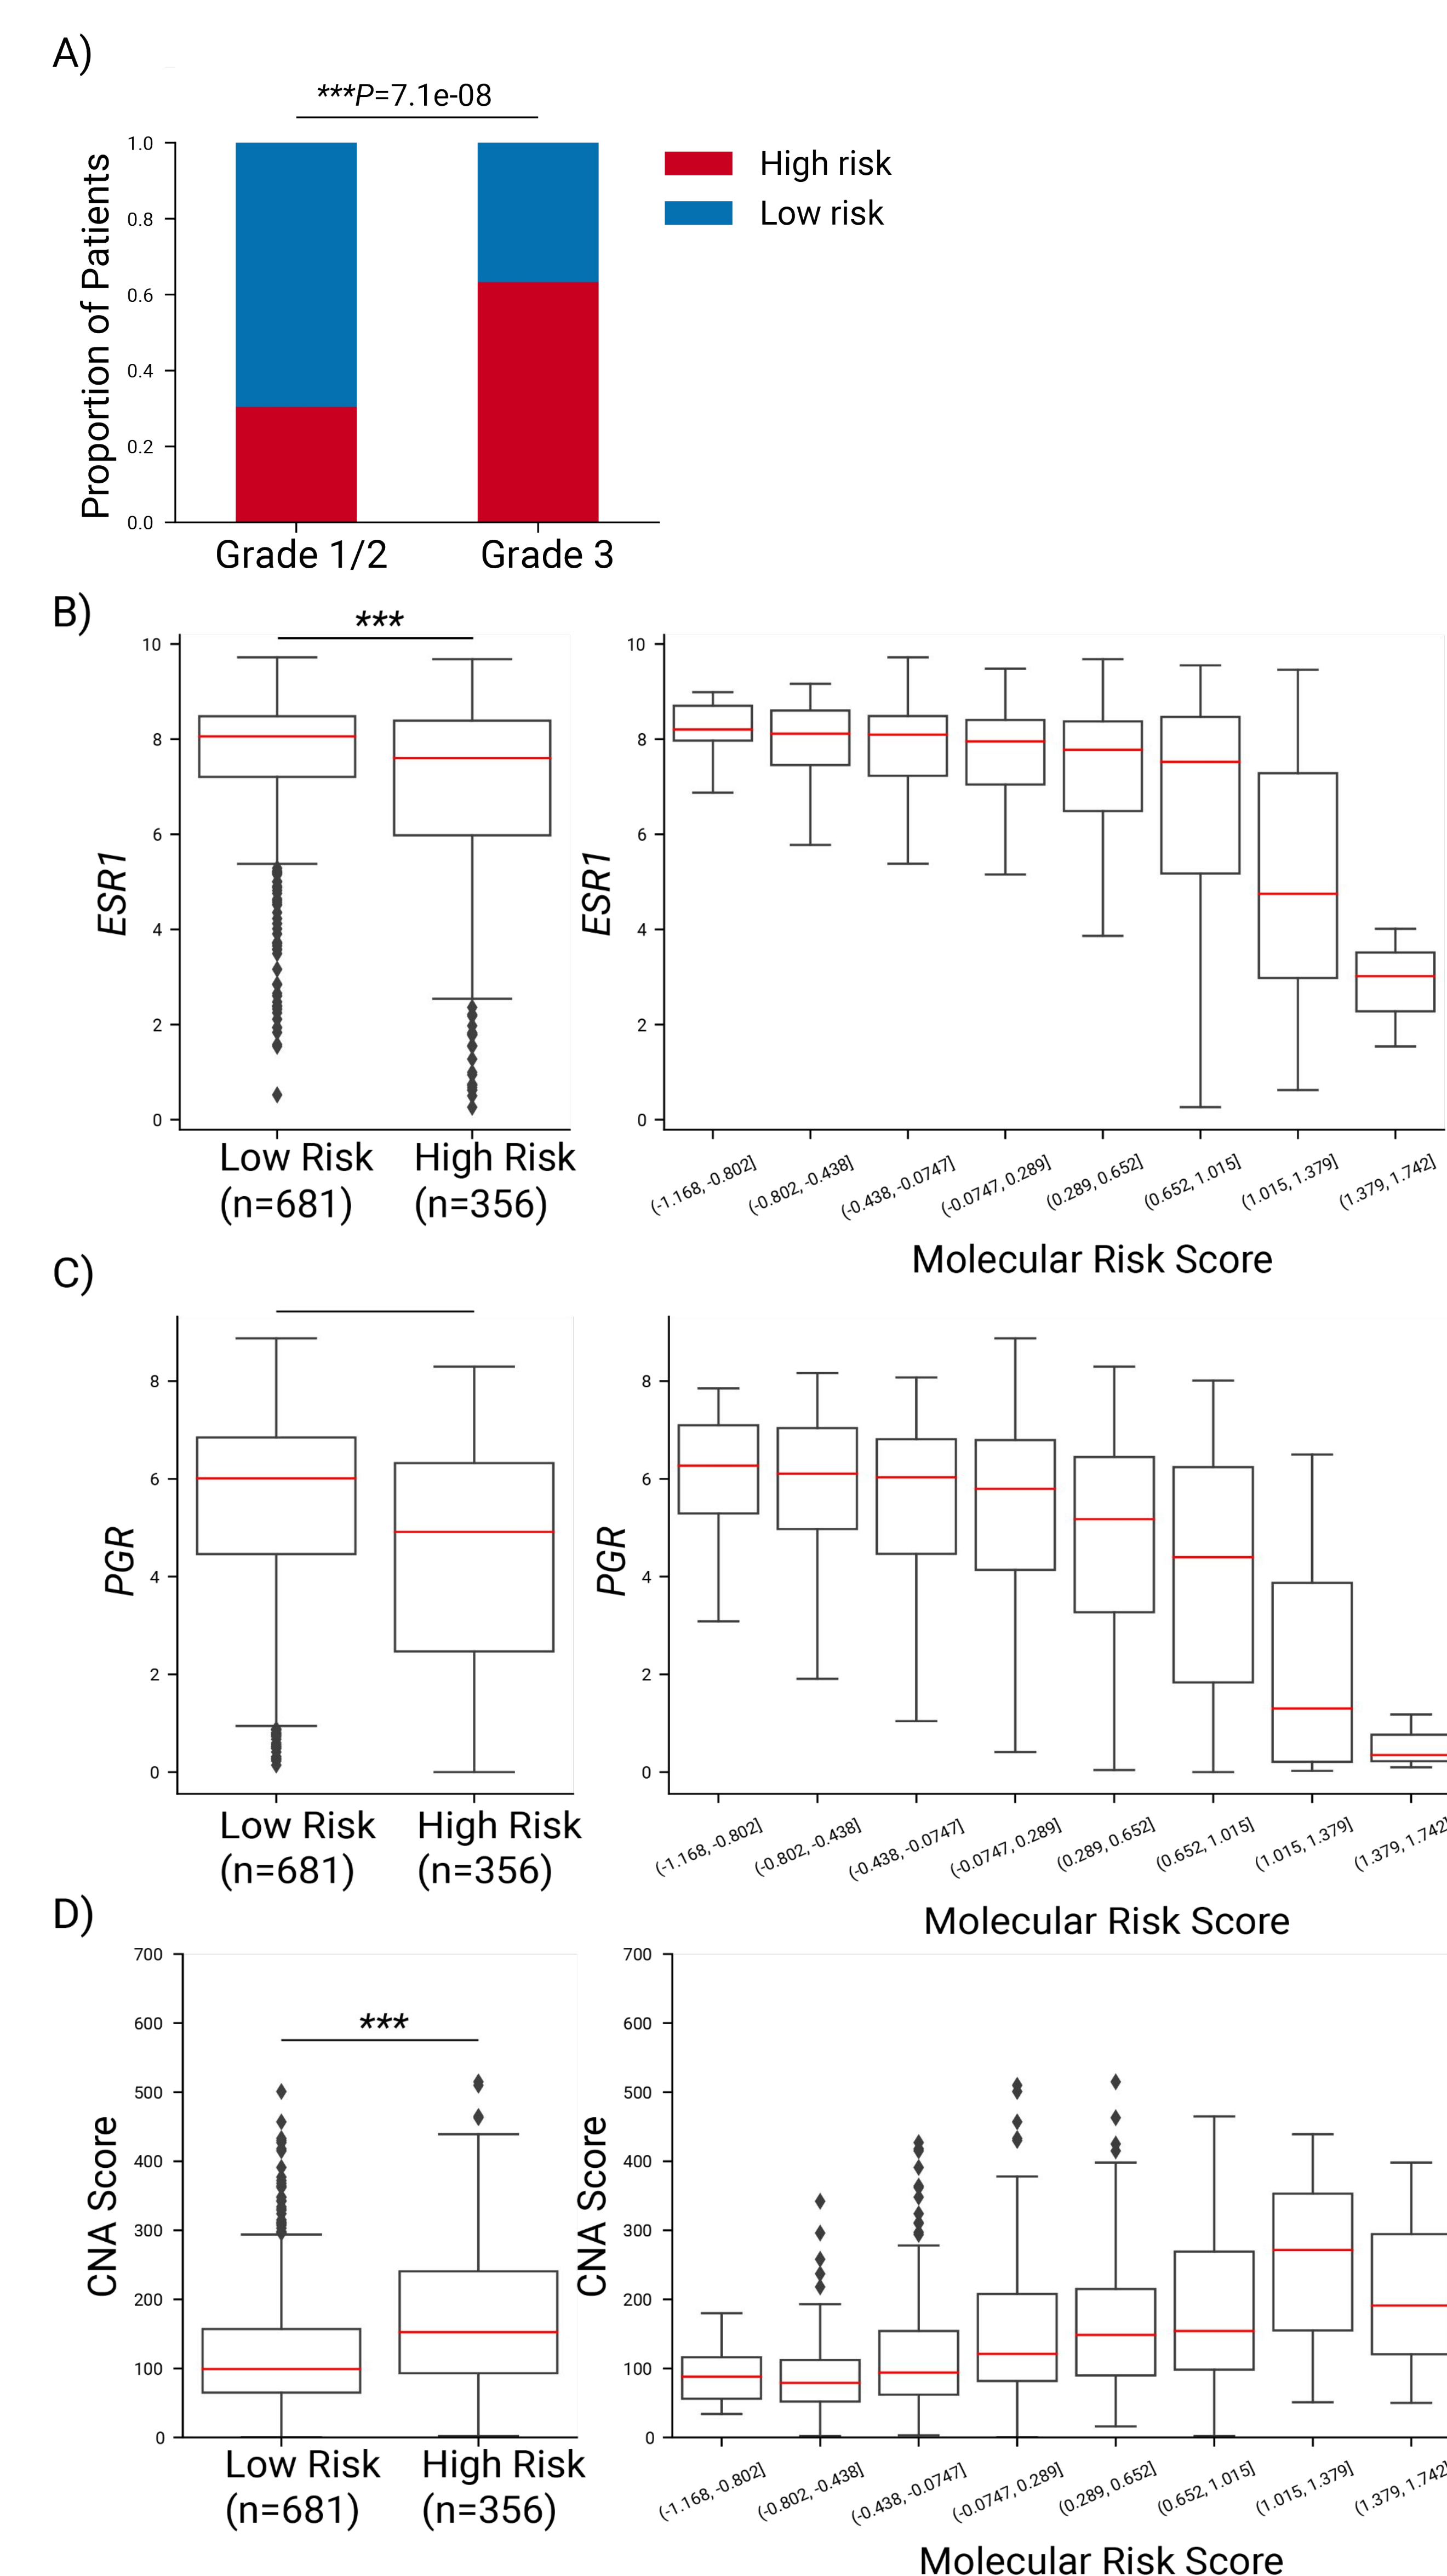 A)
***P=7.1e-08
Proportion of Patients
1.0
0.8
0.6
0.4
0.2
0.0
High risk
Low risk
Grade 1/2
Grade 3
B)
***
ESR1
10
8
6
4
2
0
Low Risk
(n=681)
High Risk
(n=356)
ESR1
10
8
6
4
2
0
(-1.168, -0.802]
(-0.802, -0.438]
(-0.438, -0.0747]
(-0.0747, 0.289]
(0.289, 0.652]
(0.652, 1.015]
(1.015, 1.379]
(1.379, 1.742]
Molecular Risk Score
C)
PGR
8
6
4
2
0
Low Risk
(n=681)
High Risk
(n=356)
PGR
8
6
4
2
0
(-1.168, -0.802]
(-0.802, -0.438]
(-0.438, -0.0747]
(-0.0747, 0.289]
(0.289, 0.652]
(0.652, 1.015]
(1.015, 1.379]
(1.379, 1.742]
Molecular Risk Score
D)
***
CNA Score
700
600
500
400
300
200
100
0
Low Risk
(n=681)
High Risk
(n=356)
CNA Score
700
600
500
400
300
200
100
0
(-1.168, -0.802]
(-0.802, -0.438]
(-0.438, -0.0747]
(-0.0747, 0.289]
(0.289, 0.652]
(0.652, 1.015]
(1.015, 1.379]
(1.379, 1.742]
Molecular Risk Score